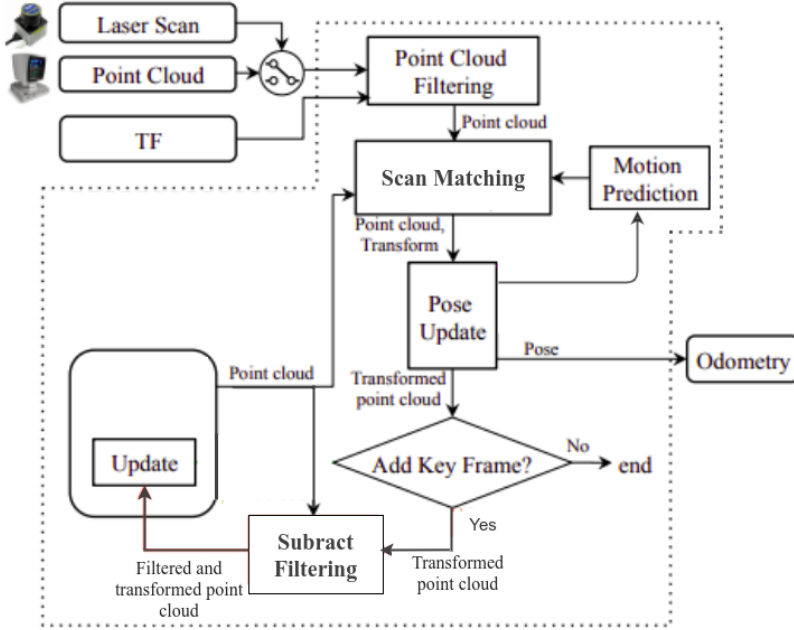 Laser Scan
Point Cloud
TF
Point Cloud
Filtering
Point cloud
Scan Matching
Motion
Prediction
Point cloud,
Transform
Pose
Update
Pose
Odometry
Point cloud
Transformed
point cloud
Update
Add Key Frame?
No
end
Yes
Subract
Filtering
Transformed
point cloud
Filtered and
transformed point
cloud